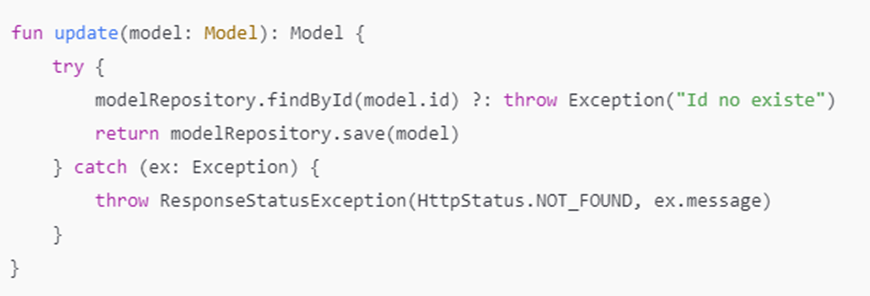 fun update(model: Model): Model {
    try {
        modelRepository.findById(model.id) ?: throw Exception("Id no existe")
        return modelRepository.save(model)
    } catch (ex: Exception) {
        throw ResponseStatusException(HttpStatus.NOT_FOUND, ex.message)
    }
}